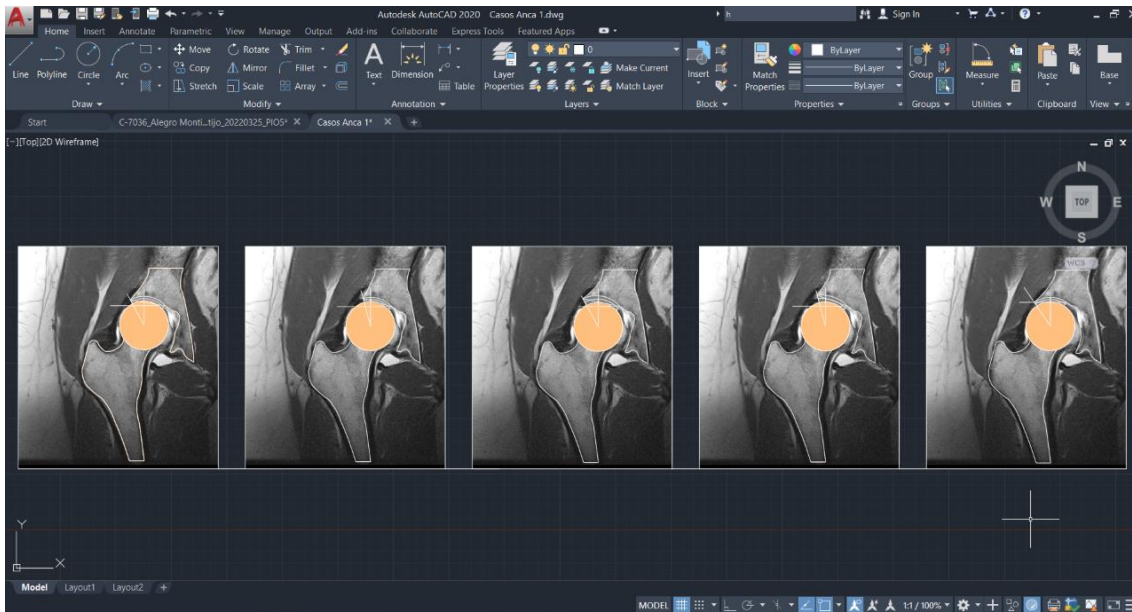 A. Autodesk AutoCAD 2020 Casos Anca 1.dwg h Sign In
Home Insert Annotate Parametric View Manage Output Add-ins Collaborate Express Tools Featured Apps
Line Polyline Circle Arc Move Rotate Trim Text Dimension Layer Properties 0 Insert Match Properties ByLayer Group Measure Paste Base
Copy Mirror Fillet Make Current ByLayer
Stretch Scale Array Table Match Layer ByLayer
Draw Modify Annotation Layers Block Properties Groups Utilities Clipboard View
Start C-7036_Alegro Monti...tijo_20220325_PIO5* Casos Anca 1*
[-][Top][2D Wireframe]
N
W TOP E
S
WCS
Y
X
Model Layout1 Layout2 +
MODEL 1:1 / 100%